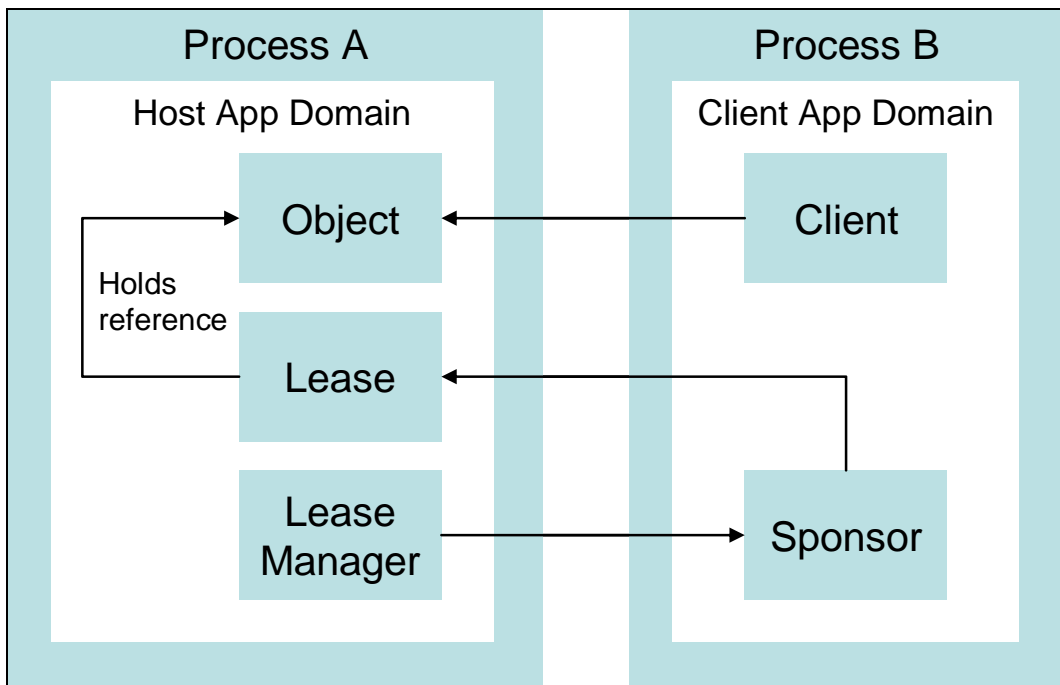 Process A
Process B
Host App Domain
Client App Domain
Object
Client
Holds
reference
Lease
Lease
Manager
Sponsor